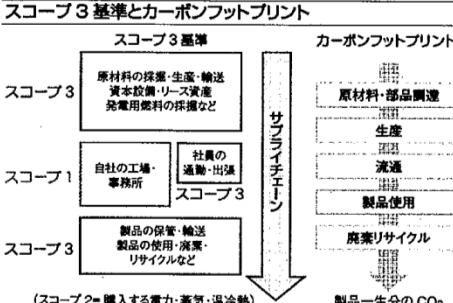 スコープ3基準とカーボンフットプリント
スコープ3基準
カーボンフットプリント
スコープ3
原材料の採掘・生産・輸送
資本設備・リース資産
発電用燃料の採掘など
スコープ1
自社の工場・
事務所
社員の
通勤・出張
スコープ3
スコープ3
製品の保管・輸送
製品の使用・廃棄・
リサイクルなど
(スコープ2=購入する電力・蒸気・温冷熱)
サプライチェーン
原材料・部品調達
生産
流通
製品使用
廃棄リサイクル
製品一生分のCO₂